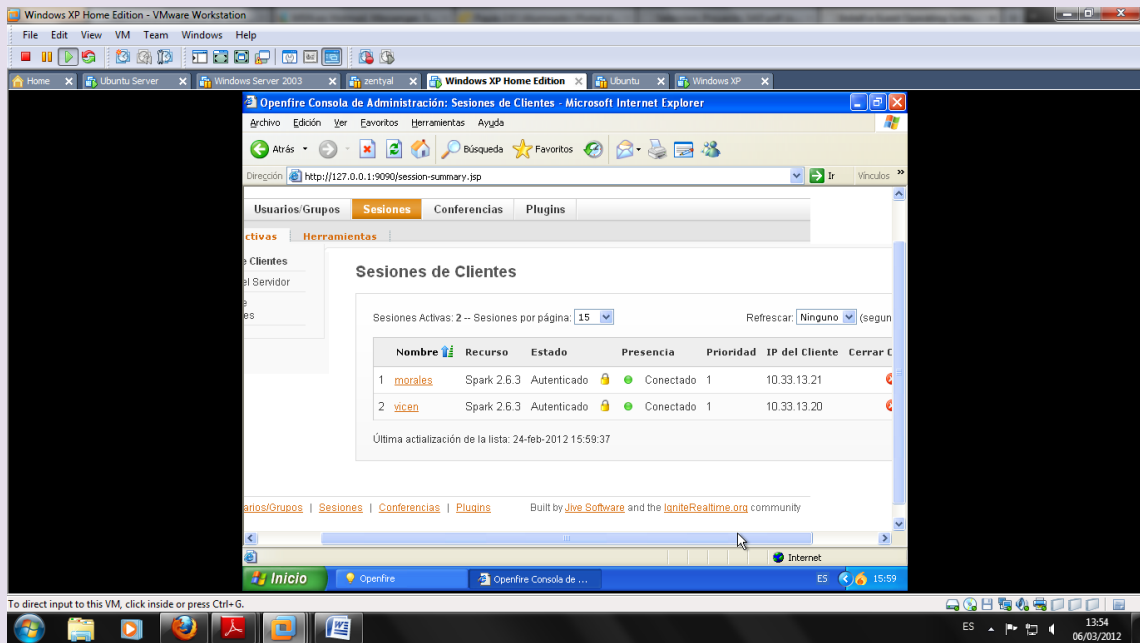 Windows XP Home Edition - VMware Workstation
File Edit View VM Team Windows Help
Home Ubuntu Server Windows Server 2003 zentyal Windows XP Home Edition Ubuntu Windows XP
Openfire Consola de Administración: Sesiones de Clientes - Microsoft Internet Explorer
Archivo Edición Ver Favoritos Herramientas Ayuda
Atrás Búsqueda Favoritos
Dirección http://127.0.0.1:9090/session-summary.jsp Ir Vínculos »
Usuarios/Grupos Sesiones Conferencias Plugins
ctivas Herramientas
e Clientes
Sesiones de Clientes
el Servidor
e
es
Sesiones Activas: 2 -- Sesiones por página: 15 Refrescar: Ninguno (segun
Nombre Recurso Estado Presencia Prioridad IP del Cliente Cerrar C
1 morales Spark 2.6.3 Autenticado Conectado 1 10.33.13.21
2 vicen Spark 2.6.3 Autenticado Conectado 1 10.33.13.20
Última actialización de la lista: 24-feb-2012 15:59:37
arios/Grupos | Sesiones | Conferencias | Plugins Built by Jive Software and the IgniteRealtime.org community
Internet
Inicio Openfire Openfire Consola de ... ES 15:59
To direct input to this VM, click inside or press Ctrl+G.
ES 13:54
06/03/2012